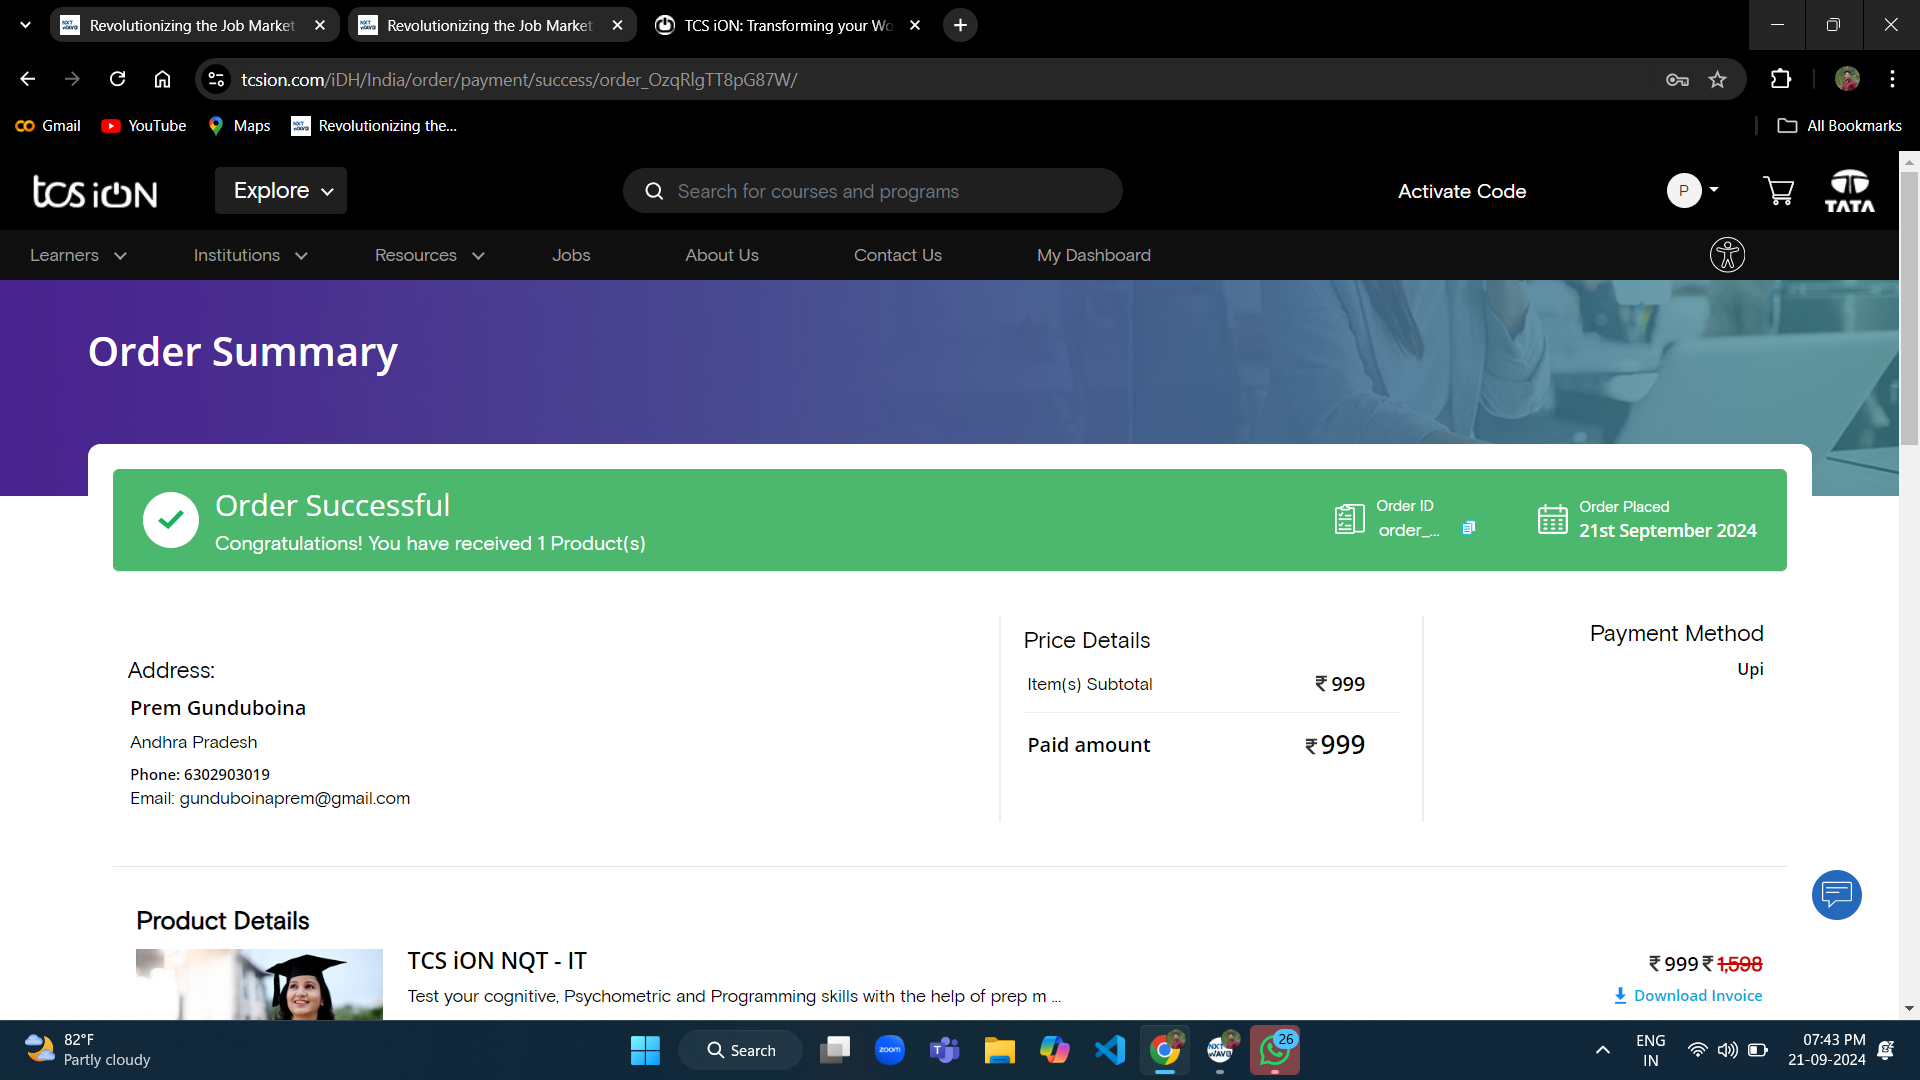 Revolutionizing the Job Market
Revolutionizing the Job Market
TCS iON: Transforming your Wo
tcsion.com/iDH/India/order/payment/success/order_OzqRlgTT8pG87W/
Gmail
YouTube
Maps
NXT WAVE
Revolutionizing the...
All Bookmarks
tcs iON
Explore
Search for courses and programs
Activate Code
P
TATA
Learners
Institutions
Resources
Jobs
About Us
Contact Us
My Dashboard
Order Summary
Order Successful
Congratulations! You have received 1 Product(s)
Order ID
order_...
Order Placed
21st September 2024
Address:
Prem Gunduboina
Andhra Pradesh
Phone: 6302903019
Email: gunduboinaprem@gmail.com
Price Details
Item(s) Subtotal ₹ 999
Paid amount ₹ 999
Payment Method
Upi
Product Details
TCS iON NQT - IT
Test your cognitive, Psychometric and Programming skills with the help of prep m ...
₹ 999 ₹ 1,598
Download Invoice
82°F
Partly cloudy
Search
zoom
NXT WAVE
26
ENG
IN
07:43 PM
21-09-2024